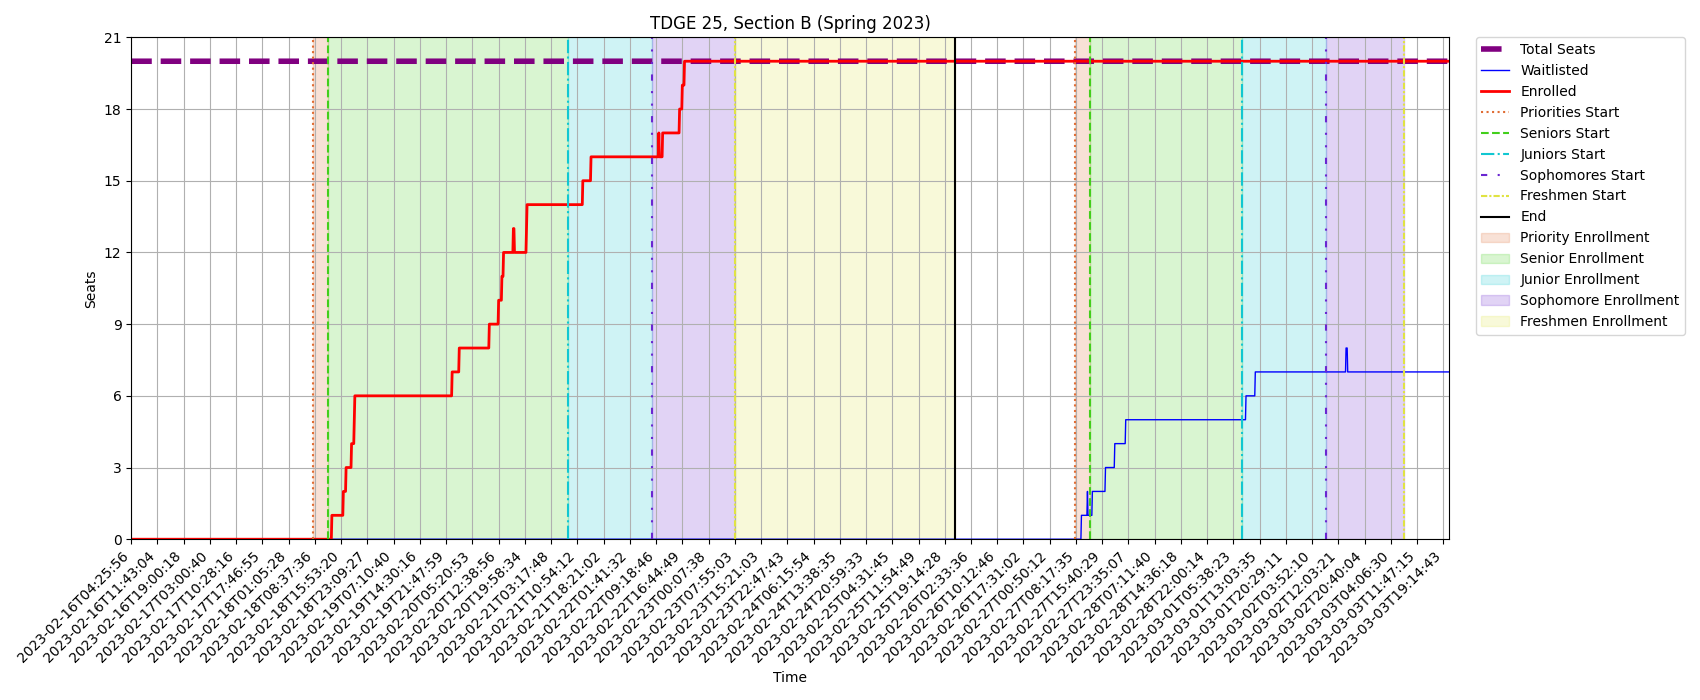 TDGE 25, Section B (Spring 2023)
Seats
21
18
15
12
9
6
3
0
2023-02-16T04:25:56
2023-02-16T11:43:04
2023-02-16T19:00:18
2023-02-17T03:00:40
2023-02-17T10:28:16
2023-02-17T17:46:55
2023-02-18T01:05:28
2023-02-18T08:37:36
2023-02-18T15:53:20
2023-02-18T23:09:27
2023-02-19T07:10:40
2023-02-19T14:30:16
2023-02-19T21:47:59
2023-02-20T05:20:53
2023-02-20T12:38:56
2023-02-20T19:58:34
2023-02-21T03:17:48
2023-02-21T10:54:12
2023-02-21T18:21:02
2023-02-22T01:41:32
2023-02-22T09:18:46
2023-02-22T16:44:49
2023-02-23T00:07:38
2023-02-23T07:55:03
2023-02-23T15:21:03
2023-02-23T22:47:43
2023-02-24T06:15:54
2023-02-24T13:38:35
2023-02-24T20:59:33
2023-02-25T04:31:45
2023-02-25T11:54:49
2023-02-25T19:14:28
2023-02-26T02:33:36
2023-02-26T10:12:46
2023-02-26T17:31:02
2023-02-27T00:50:12
2023-02-27T08:17:35
2023-02-27T15:40:29
2023-02-27T23:35:07
2023-02-28T07:11:40
2023-02-28T14:36:18
2023-02-28T22:00:14
2023-03-01T05:38:23
2023-03-01T13:03:35
2023-03-01T20:29:11
2023-03-02T03:52:10
2023-03-02T12:03:21
2023-03-02T20:40:04
2023-03-03T04:06:30
2023-03-03T11:47:15
2023-03-03T19:14:43
Time
Total Seats
Waitlisted
Enrolled
Priorities Start
Seniors Start
Juniors Start
Sophomores Start
Freshmen Start
End
Priority Enrollment
Senior Enrollment
Junior Enrollment
Sophomore Enrollment
Freshmen Enrollment